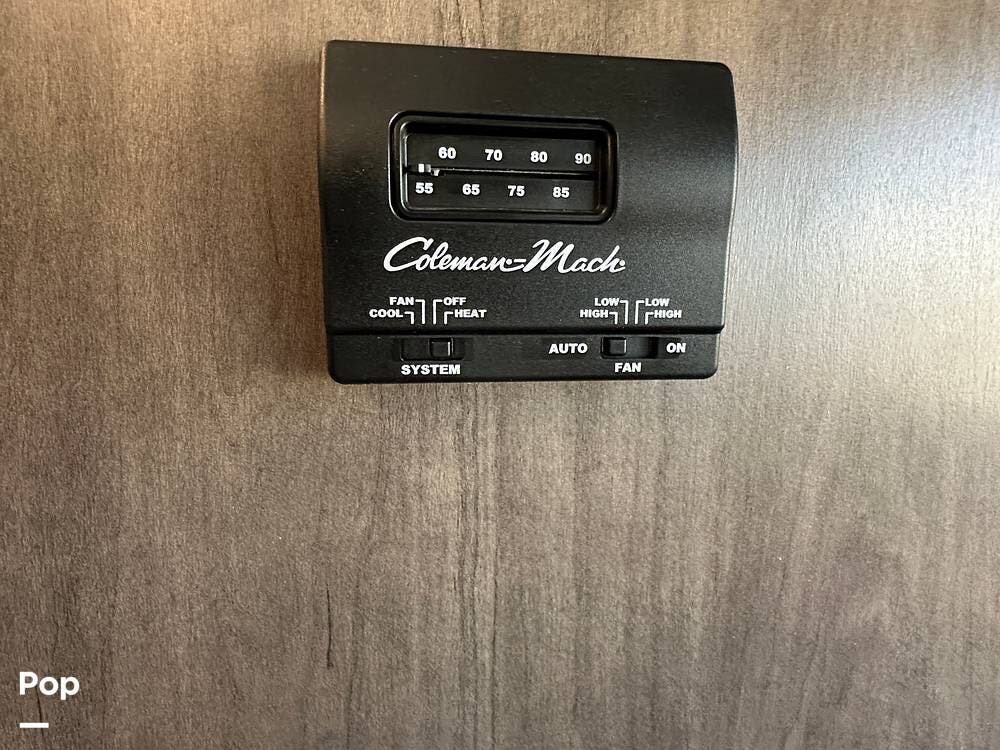 60 70 80 90
55 65 75 85
Coleman-Mach
FAN OFF LOW LOW
COOL HEAT HIGH HIGH
AUTO ON
SYSTEM FAN
Pop